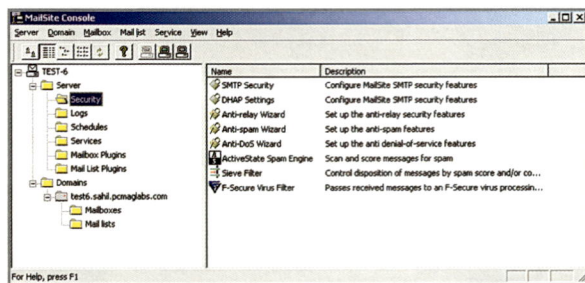 MailSite Console
Server Domain Mailbox Mail list Service View Help
TEST-6
Server
Security
Logs
Schedules
Services
Mailbox Plugins
Mail List Plugins
Domains
test6.sahil.pcmaglabs.com
Mailboxes
Mail lists
Name Description
SMTP Security Configure MailSite SMTP security features
DHAP Settings Configure MailSite SMTP security features
Anti-relay Wizard Set up the anti-relay security features
Anti-spam Wizard Set up the anti-spam features
Anti-DoS Wizard Set up the anti denial-of-service features
ActiveState Spam Engine Scan and score messages for spam
Sieve Filter Control disposition of messages by spam score and/or co...
F-Secure Virus Filter Passes received messages to an F-Secure virus processin...
For Help, press F1